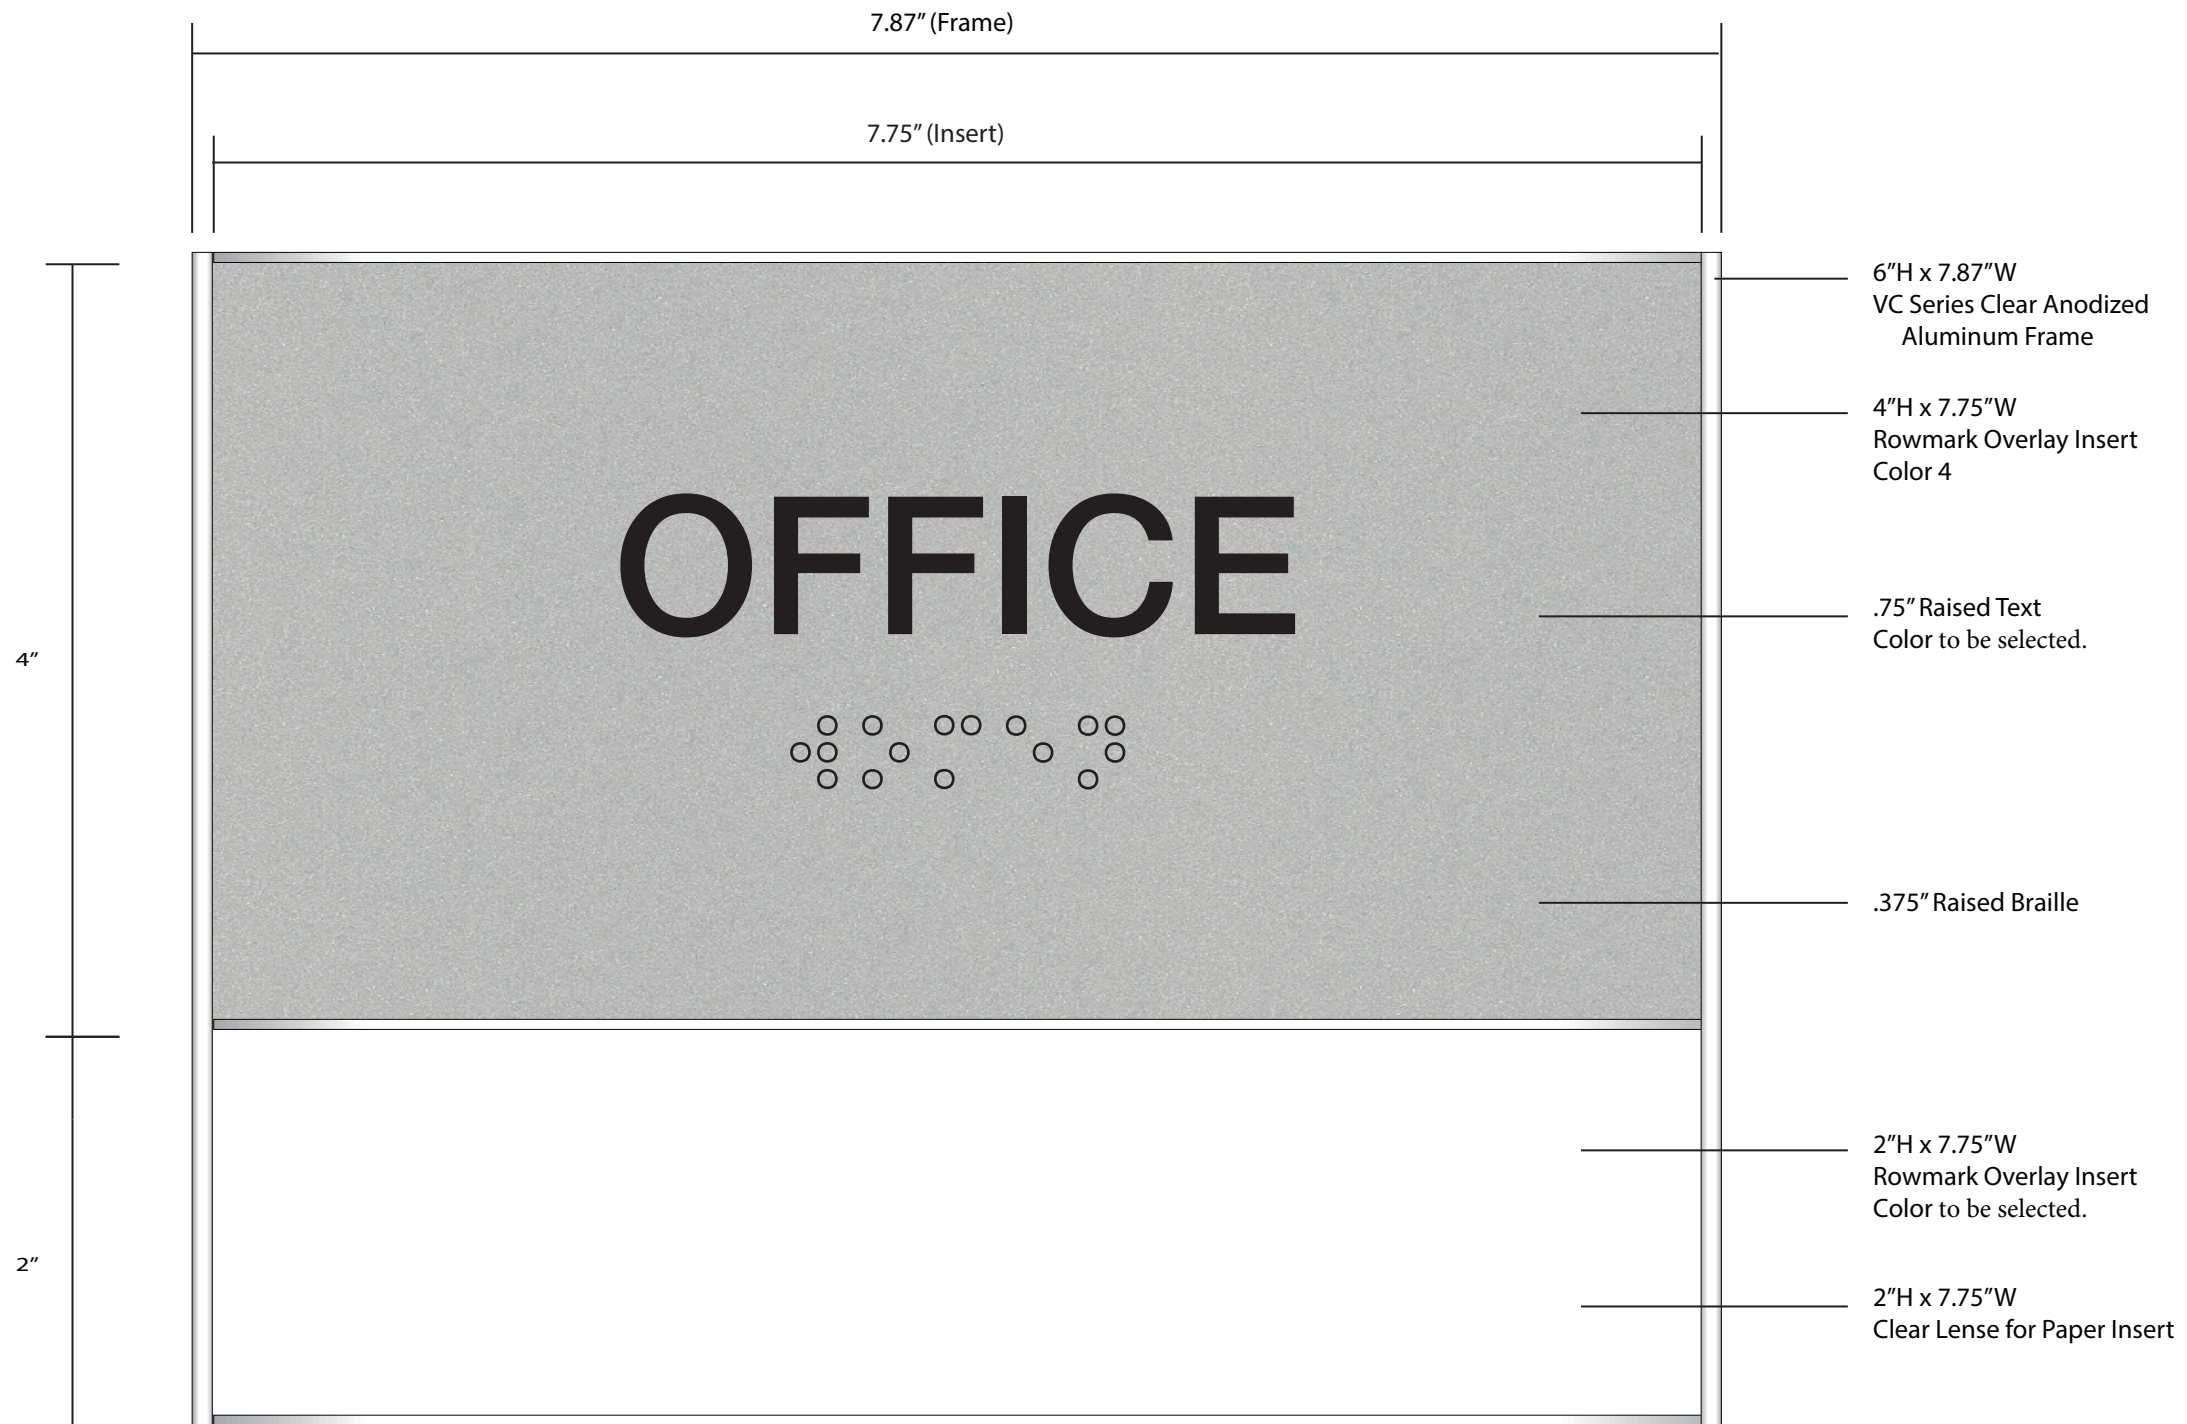 7.87” (Frame)
7.75” (Insert)
4”
2”
OFFICE
⠺⠕⠍⠑⠝
6”H x 7.87”W
VC Series Clear Anodized
Aluminum Frame
4”H x 7.75”W
Rowmark Overlay Insert
Color 4
.75” Raised Text
Color to be selected.
.375” Raised Braille
2”H x 7.75”W
Rowmark Overlay Insert
Color to be selected.
2”H x 7.75”W
Clear Lense for Paper Insert